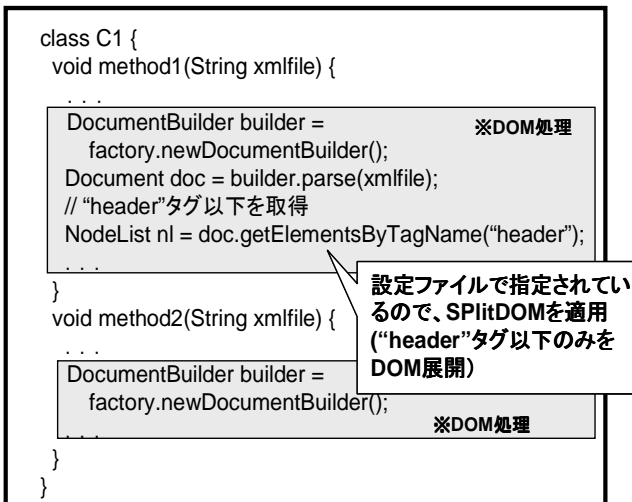 class C1 {
void method1(String xmlfile) {
. . .
DocumentBuilder builder =
※DOM処理
factory.newDocumentBuilder();
Document doc = builder.parse(xmlfile);
// “header”タグ以下を取得
NodeList nl = doc.getElementsByTagName(“header”);
. . .
}
設定ファイルで指定されてい
るので、SPlitDOMを適用
(“header”タグ以下のみを
DOM展開)
void method2(String xmlfile) {
. . .
DocumentBuilder builder =
factory.newDocumentBuilder();
※DOM処理
. . .
}
}